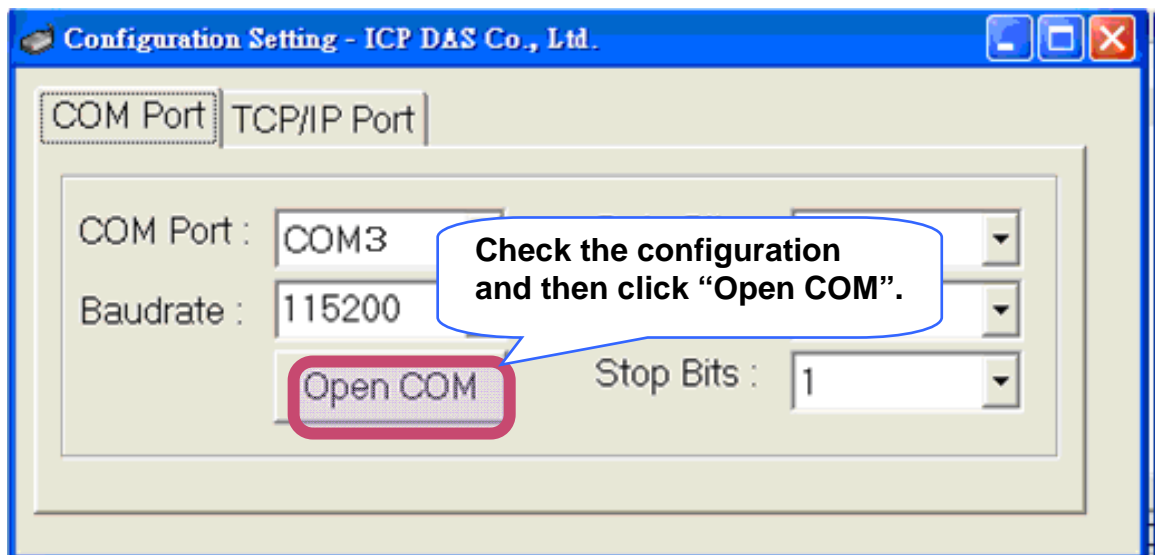 Configuration Setting - ICP DAS Co., Ltd.
COM Port
TCP/IP Port
COM Port :
COM3
Check the configuration
and then click “Open COM”.
Baudrate :
115200
Open COM
Stop Bits :
1